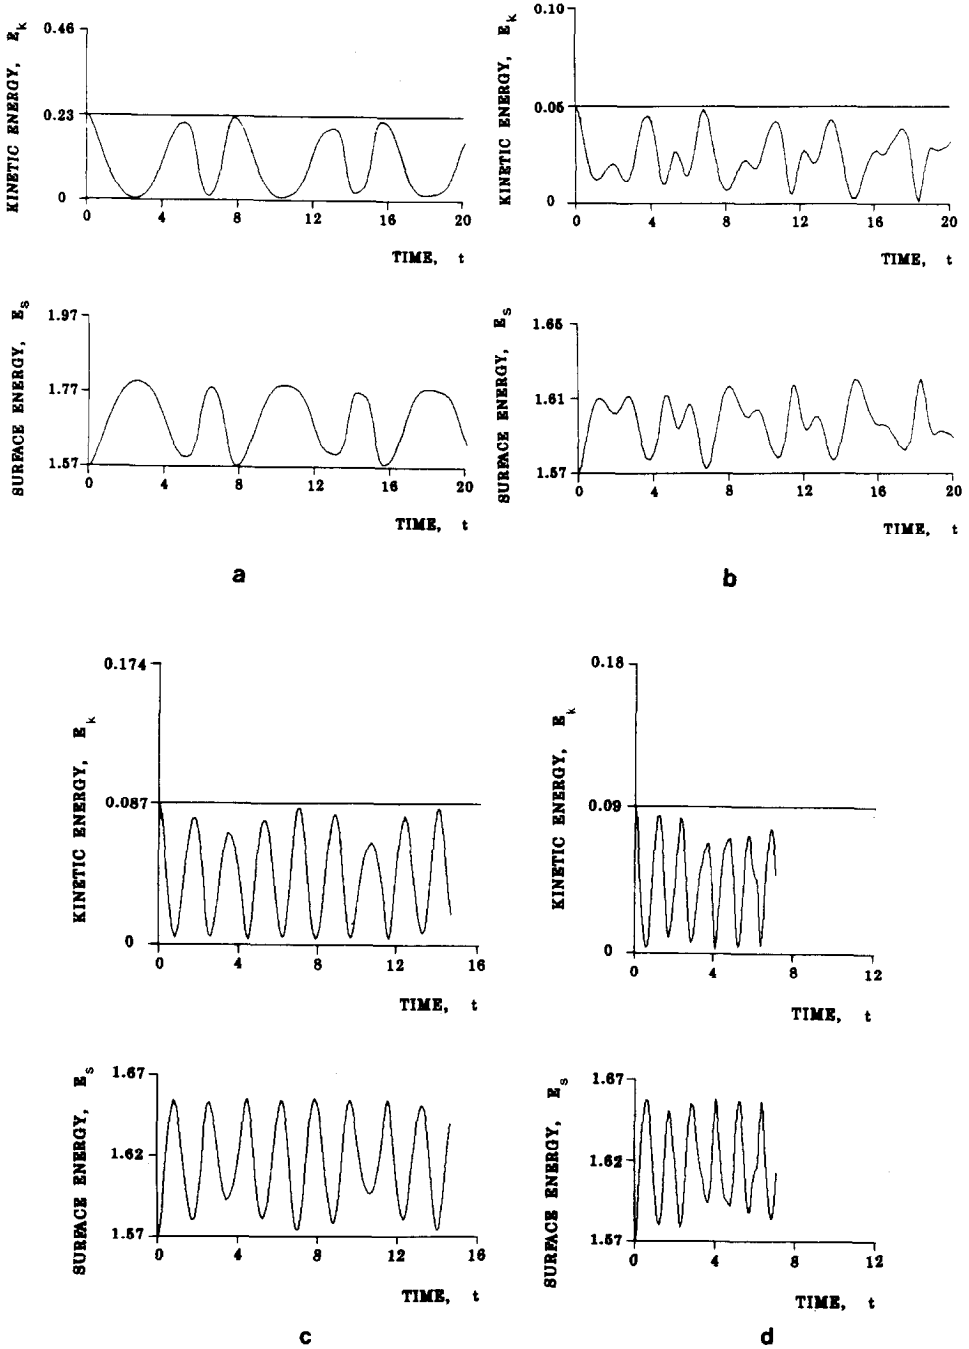 KINETIC ENERGY, E_k
0.46
0.23
0
0 4 8 12 16 20
TIME, t
KINETIC ENERGY, E_k
0.10
0.05
0
0 4 8 12 16 20
TIME, t
SURFACE ENERGY, E_s
1.97
1.77
1.57
0 4 8 12 16 20
TIME, t
a
SURFACE ENERGY, E_s
1.65
1.61
1.57
0 4 8 12 16 20
TIME, t
b
KINETIC ENERGY, E_k
0.174
0.087
0
0 4 8 12 16
TIME, t
KINETIC ENERGY, E_k
0.18
0.09
0
0 4 8 12
TIME, t
SURFACE ENERGY, E_s
1.67
1.62
1.57
0 4 8 12 16
TIME, t
c
SURFACE ENERGY, E_s
1.67
1.62
1.57
0 4 8 12
TIME, t
d